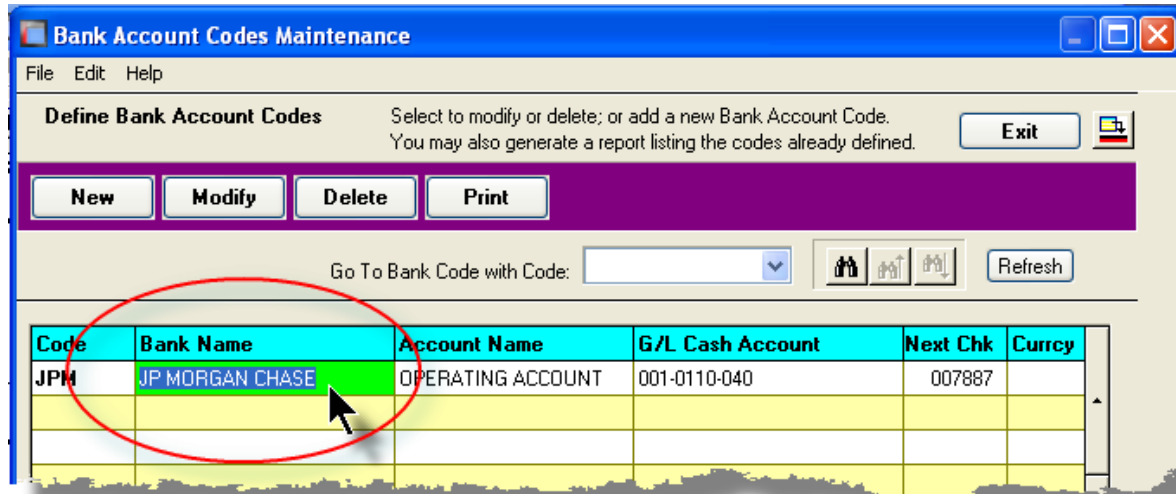 Bank Account Codes Maintenance
File Edit Help
Define Bank Account Codes
Select to modify or delete; or add a new Bank Account Code.
You may also generate a report listing the codes already defined.
Exit
New Modify Delete Print
Go To Bank Code with Code:
Refresh
Code Bank Name Account Name G/L Cash Account Next Chk Currcy
JPM JP MORGAN CHASE OPERATING ACCOUNT 001-0110-040 007887